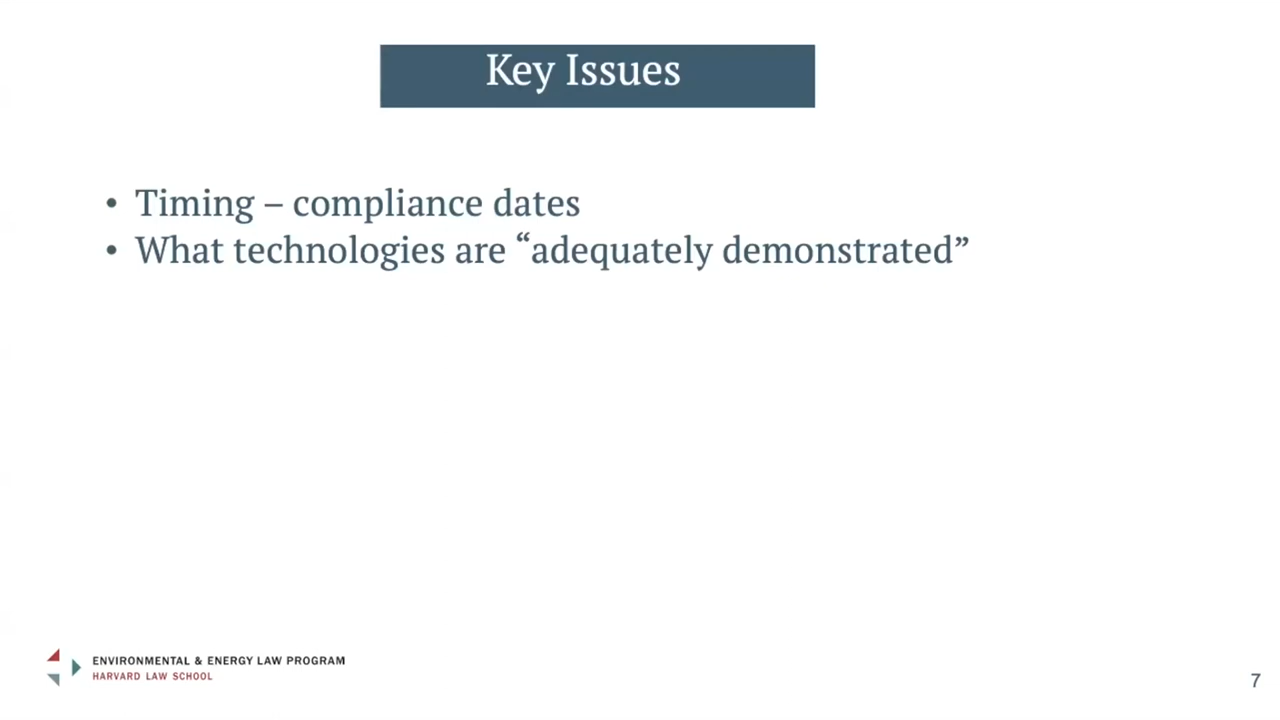 Key Issues
• Timing – compliance dates
• What technologies are “adequately demonstrated”
ENVIRONMENTAL & ENERGY LAW PROGRAM
HARVARD LAW SCHOOL
7